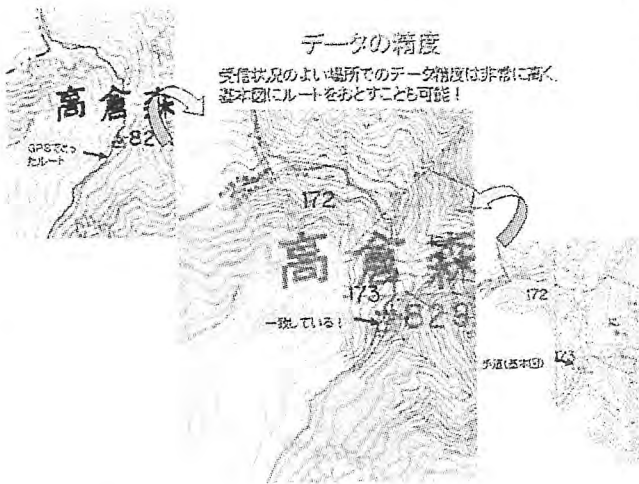 データの精度
受信状況のよい場所でのデータ精度は非常に高く、
基本図にルートをおとすことも可能!
高倉森
829
GPSでとっ
たルート
172
高倉森
173
829
一致している!
172
173
歩道(基本図)